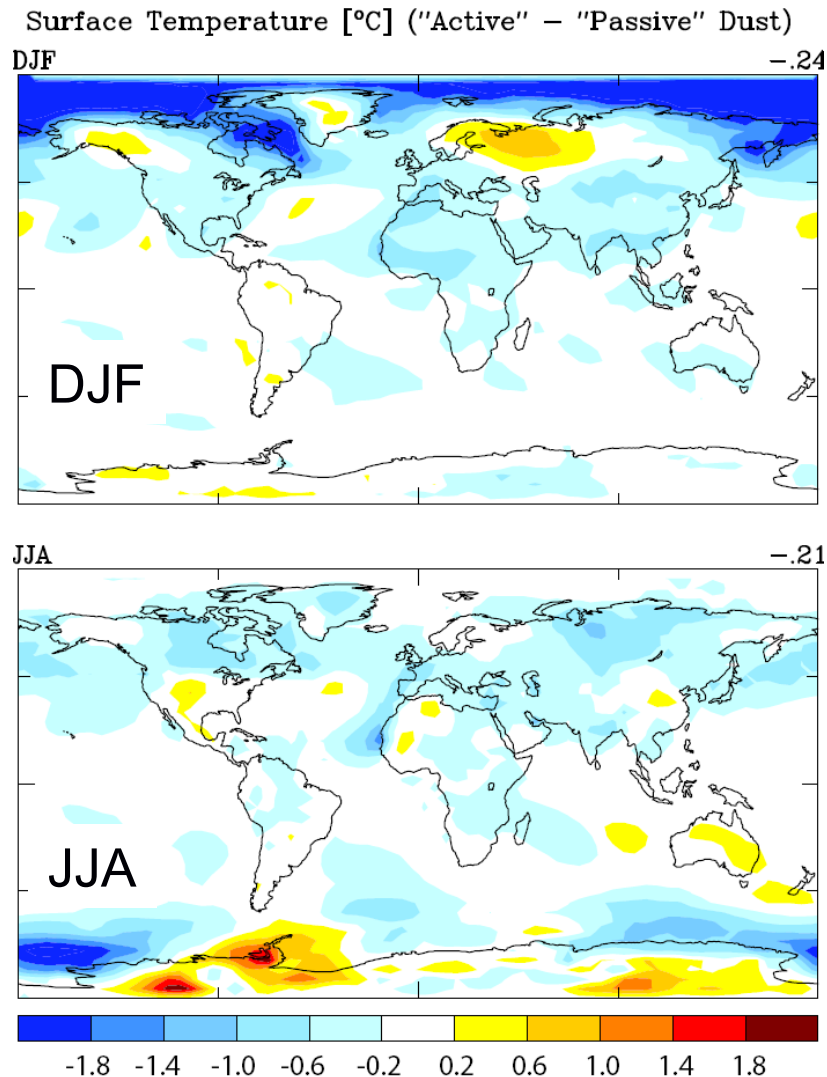 Surface Temperature [°C] ("Active" – "Passive" Dust)
DJF -.24
DJF
JJA -.21
JJA
-1.8 -1.4 -1.0 -0.6 -0.2 0.2 0.6 1.0 1.4 1.8